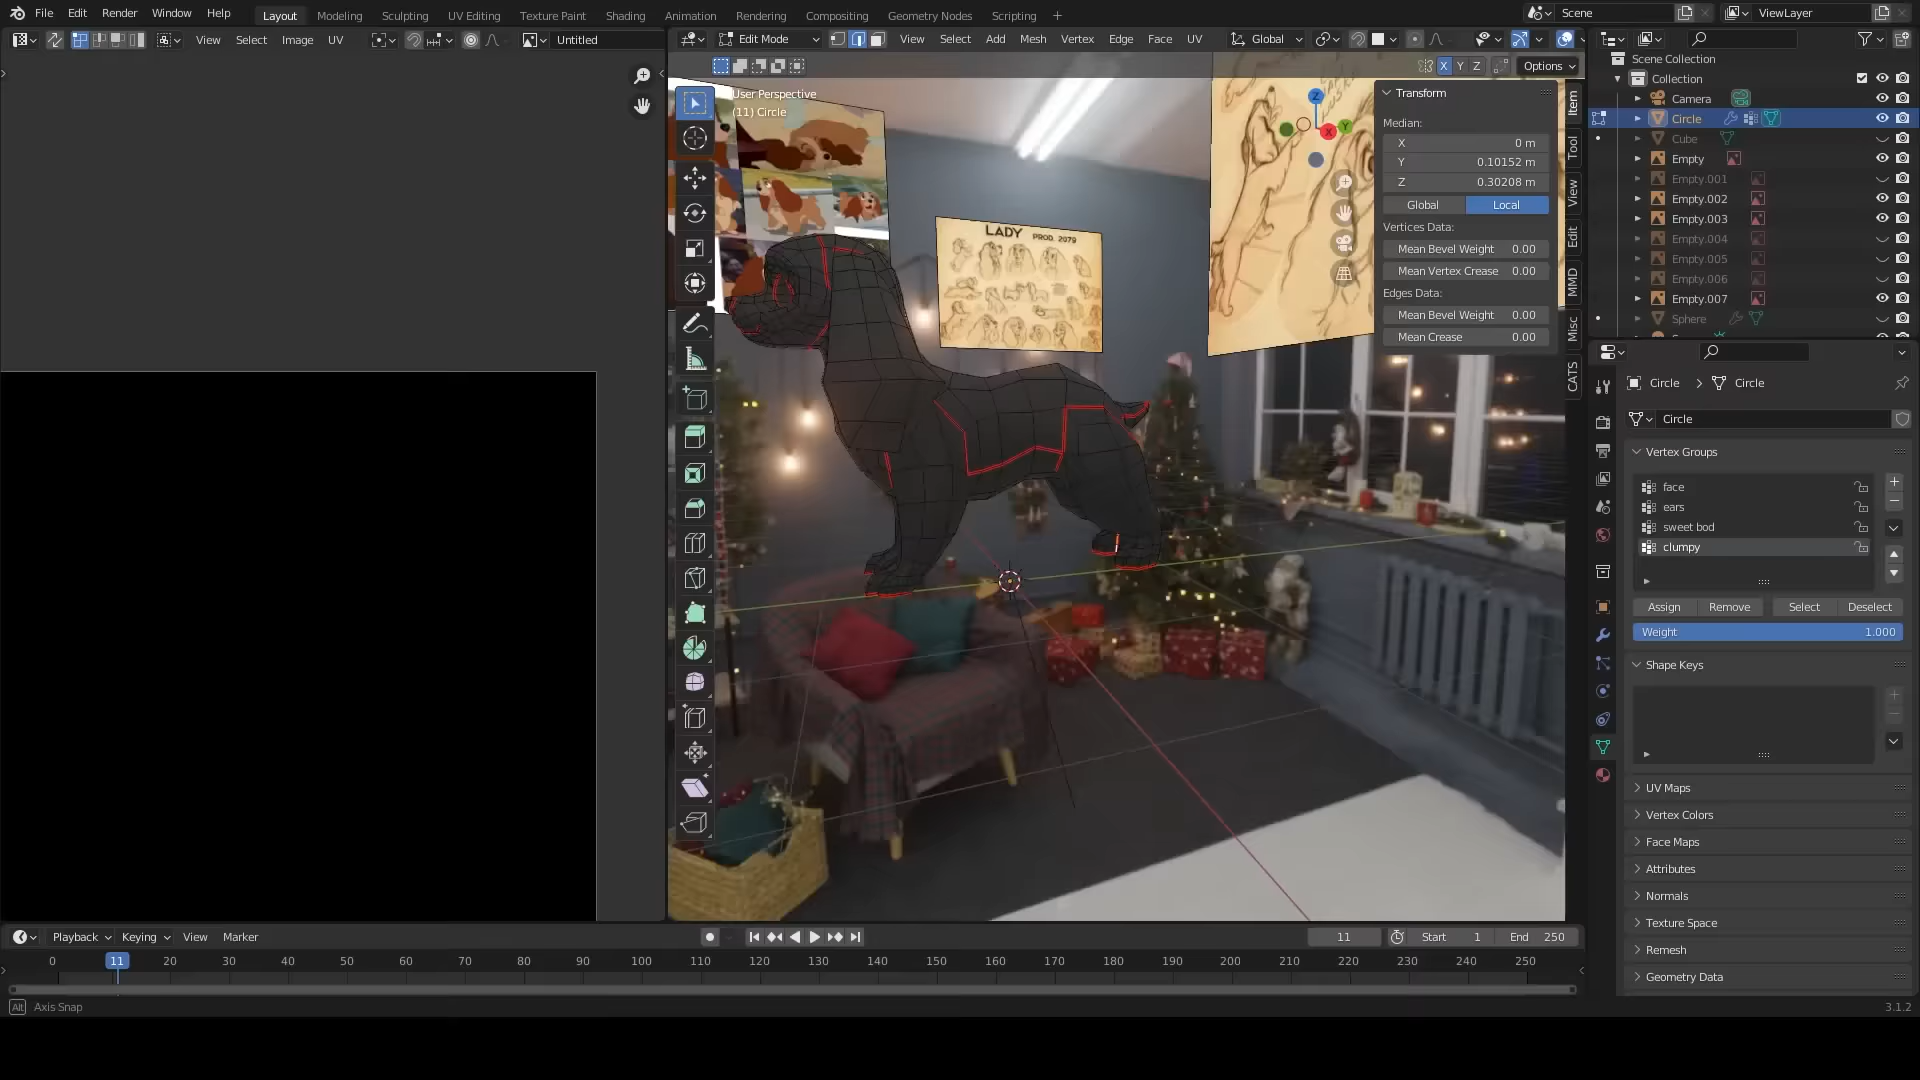 File Edit Render Window Help
Layout Modeling Sculpting UV Editing Texture Paint Shading Animation Rendering Compositing Geometry Nodes Scripting +
Scene
ViewLayer
View Select Image UV
Untitled
Edit Mode
View Select Add Mesh Vertex Edge Face UV
Global
X Y Z
Options
User Perspective
(11) Circle
LADY PROD. 2079
Z
X
Y
Transform
Median:
X 0 m
Y 0.10152 m
Z 0.30208 m
Global Local
Vertices Data:
Mean Bevel Weight 0.00
Mean Vertex Crease 0.00
Edges Data:
Mean Bevel Weight 0.00
Mean Crease 0.00
Item
Tool
View
Edit
MMD
Misc
CATS
Scene Collection
Collection
Camera
Circle
Cube
Empty
Empty.001
Empty.002
Empty.003
Empty.004
Empty.005
Empty.006
Empty.007
Sphere
Circle > Circle
Circle
Vertex Groups
face
ears
sweet bod
clumpy
Assign Remove Select Deselect
Weight 1.000
Shape Keys
UV Maps
Vertex Colors
Face Maps
Attributes
Normals
Texture Space
Remesh
Geometry Data
Playback Keying View Marker
11
Start 1
End 250
0 11 20 30 40 50 60 70 80 90 100 110 120 130 140 150 160 170 180 190 200 210 220 230 240 250
Alt Axis Snap
3.1.2